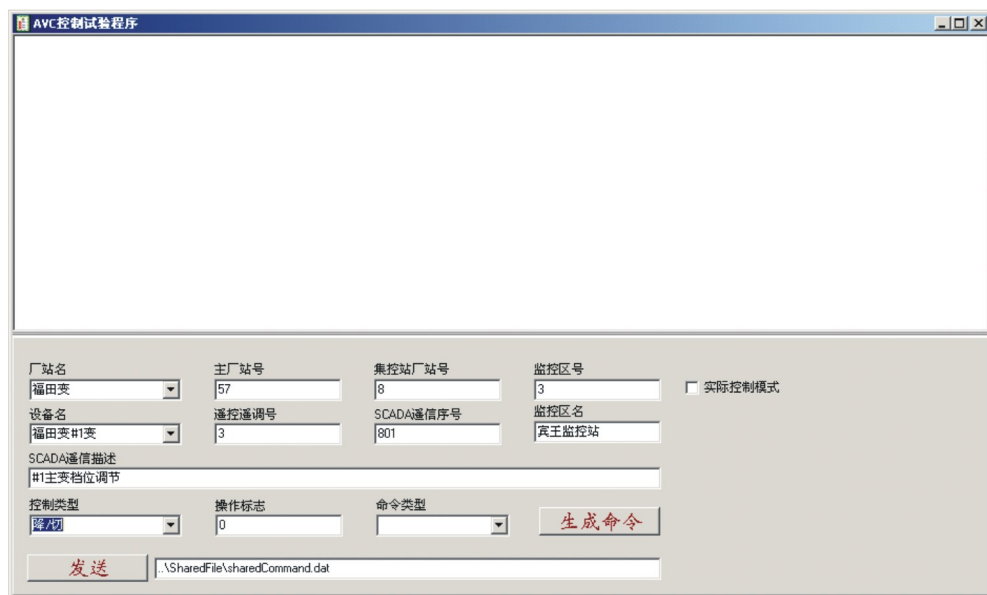 AVC控制试验程序
厂站名 主厂站号 集控站厂站号 监控区号
福田变 57 8 3 实际控制模式
设备名 遥控遥调号 SCADA遥信序号 监控区名
福田变#1变 3 801 宾王监控站
SCADA遥信描述
#1主变档位调节
控制类型 操作标志 命令类型
降/切 0 生成命令
发送 ..\SharedFile\sharedCommand.dat